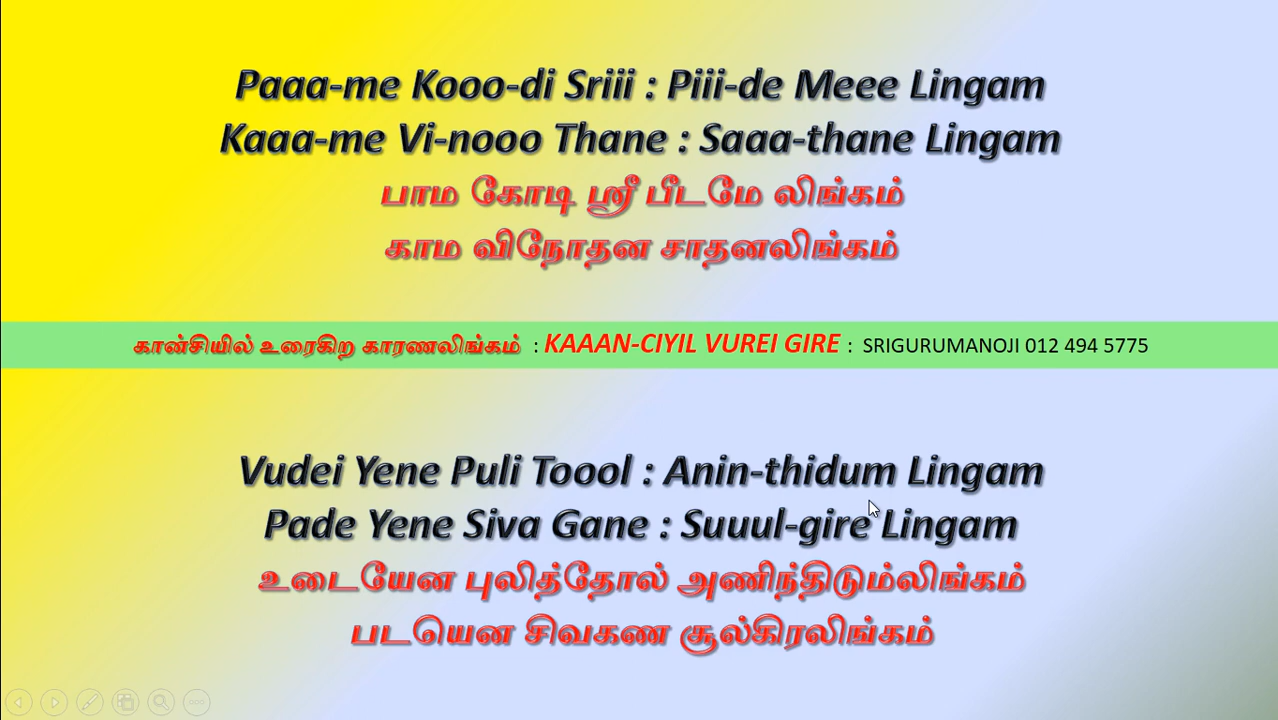 Paaa-me Kooo-di Sriii : Piii-de Meee Lingam
Kaaa-me Vi-nooo Thane : Saaa-thane Lingam
பாம கோடி ஸ்ரீ பீடமே லிங்கம்
காம வினோதன சாதனலிங்கம்
கான்சியில் உரைகிற காரணலிங்கம் : KAAAN-CIYIL VUREI GIRE : SRIGURUMANOJI 012 494 5775
Vudei Yene Puli Toool : Anin-thidum Lingam
Pade Yene Siva Gane : Suuul-gire Lingam
உடையேன புலித்தோல் அணிந்திடும்லிங்கம்
படயென சிவகண சூல்கிரலிங்கம்